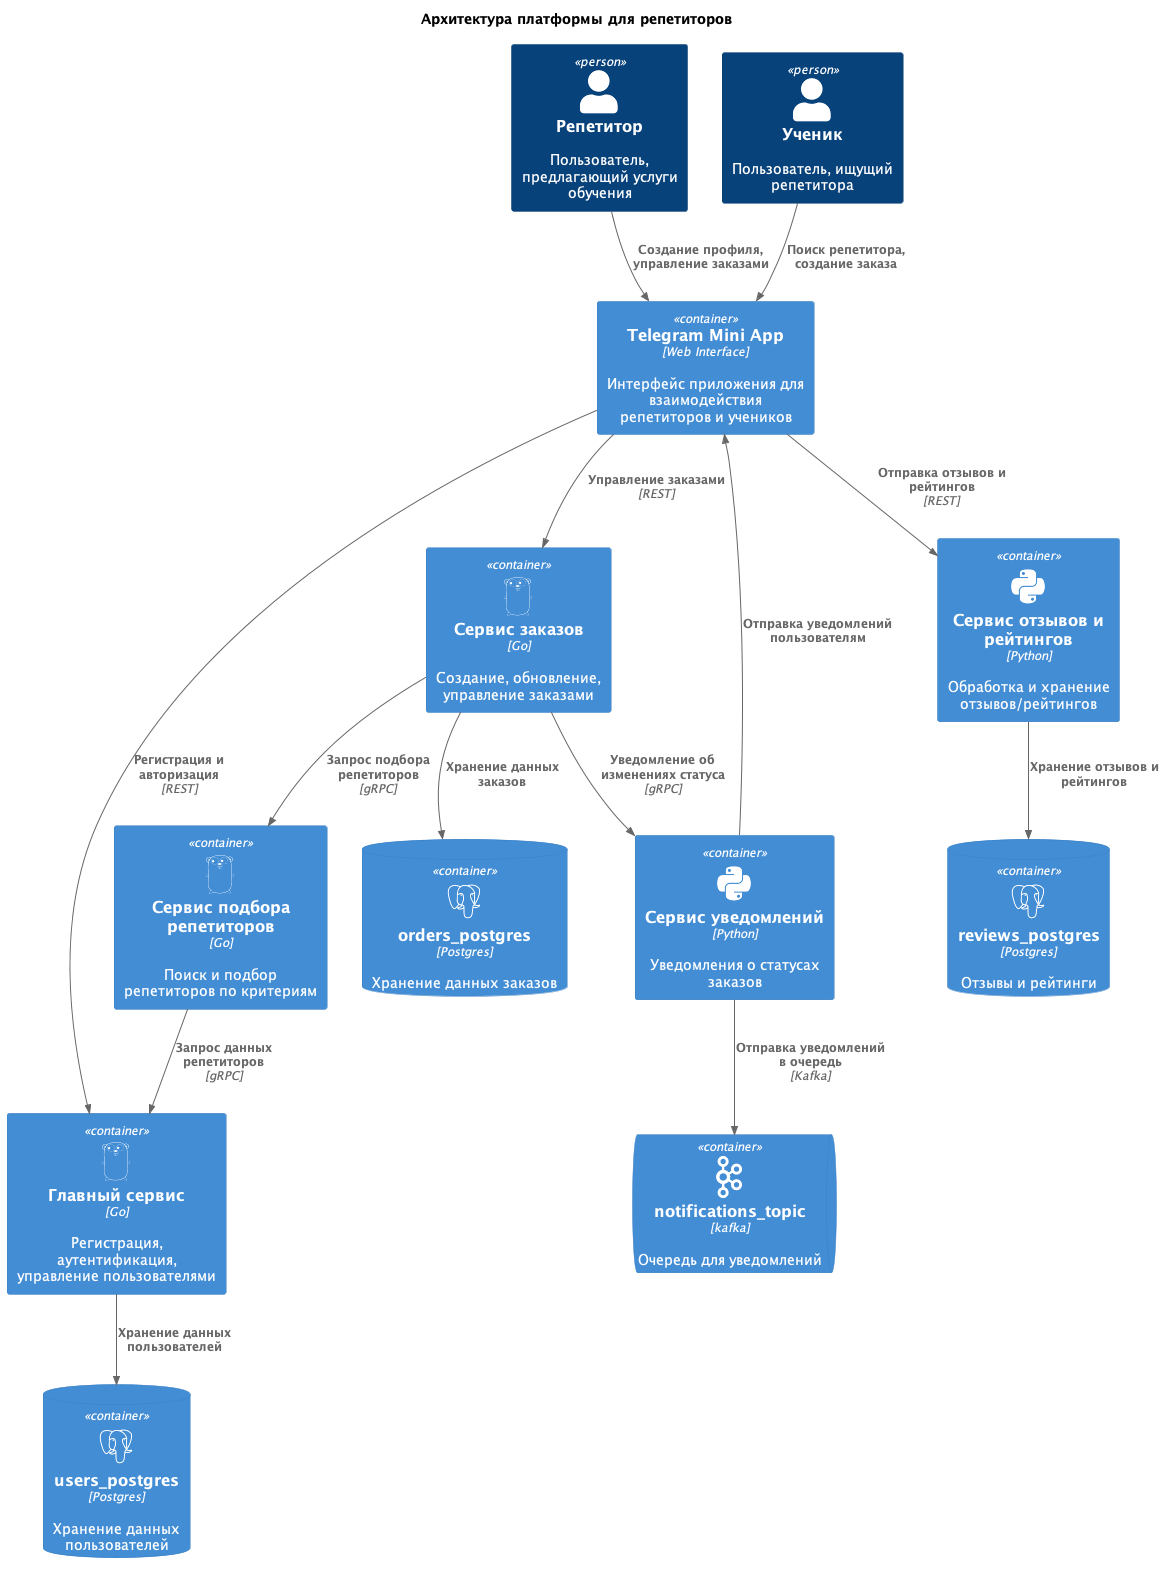 Архитектура платформы для репетиторов
«person»
Репетитор
Пользователь,
предлагающий услуги
обучения
«person»
Ученик
Пользователь, ищущий
репетитора
Создание профиля,
управление заказами
Поиск репетитора,
создание заказа
«container»
Telegram Mini App
[Web Interface]
Интерфейс приложения для
взаимодействия
репетиторов и учеников
Управление заказами
[REST]
Отправка отзывов и
рейтингов
[REST]
«container»
Сервис заказов
[Go]
Создание, обновление,
управление заказами
Отправка уведомлений
пользователям
«container»
Сервис отзывов и
рейтингов
[Python]
Обработка и хранение
отзывов/рейтингов
Регистрация и
авторизация
[REST]
Запрос подбора
репетиторов
[gRPC]
Хранение данных
заказов
Уведомление об
изменениях статуса
[gRPC]
Хранение отзывов и
рейтингов
«container»
Сервис подбора
репетиторов
[Go]
Поиск и подбор
репетиторов по критериям
«container»
orders_postgres
[Postgres]
Хранение данных заказов
«container»
Сервис уведомлений
[Python]
Уведомления о статусах
заказов
«container»
reviews_postgres
[Postgres]
Отзывы и рейтинги
Запрос данных
репетиторов
[gRPC]
Отправка уведомлений
в очередь
[Kafka]
«container»
Главный сервис
[Go]
Регистрация,
аутентификация,
управление пользователями
«container»
notifications_topic
[kafka]
Очередь для уведомлений
Хранение данных
пользователей
«container»
users_postgres
[Postgres]
Хранение данных
пользователей